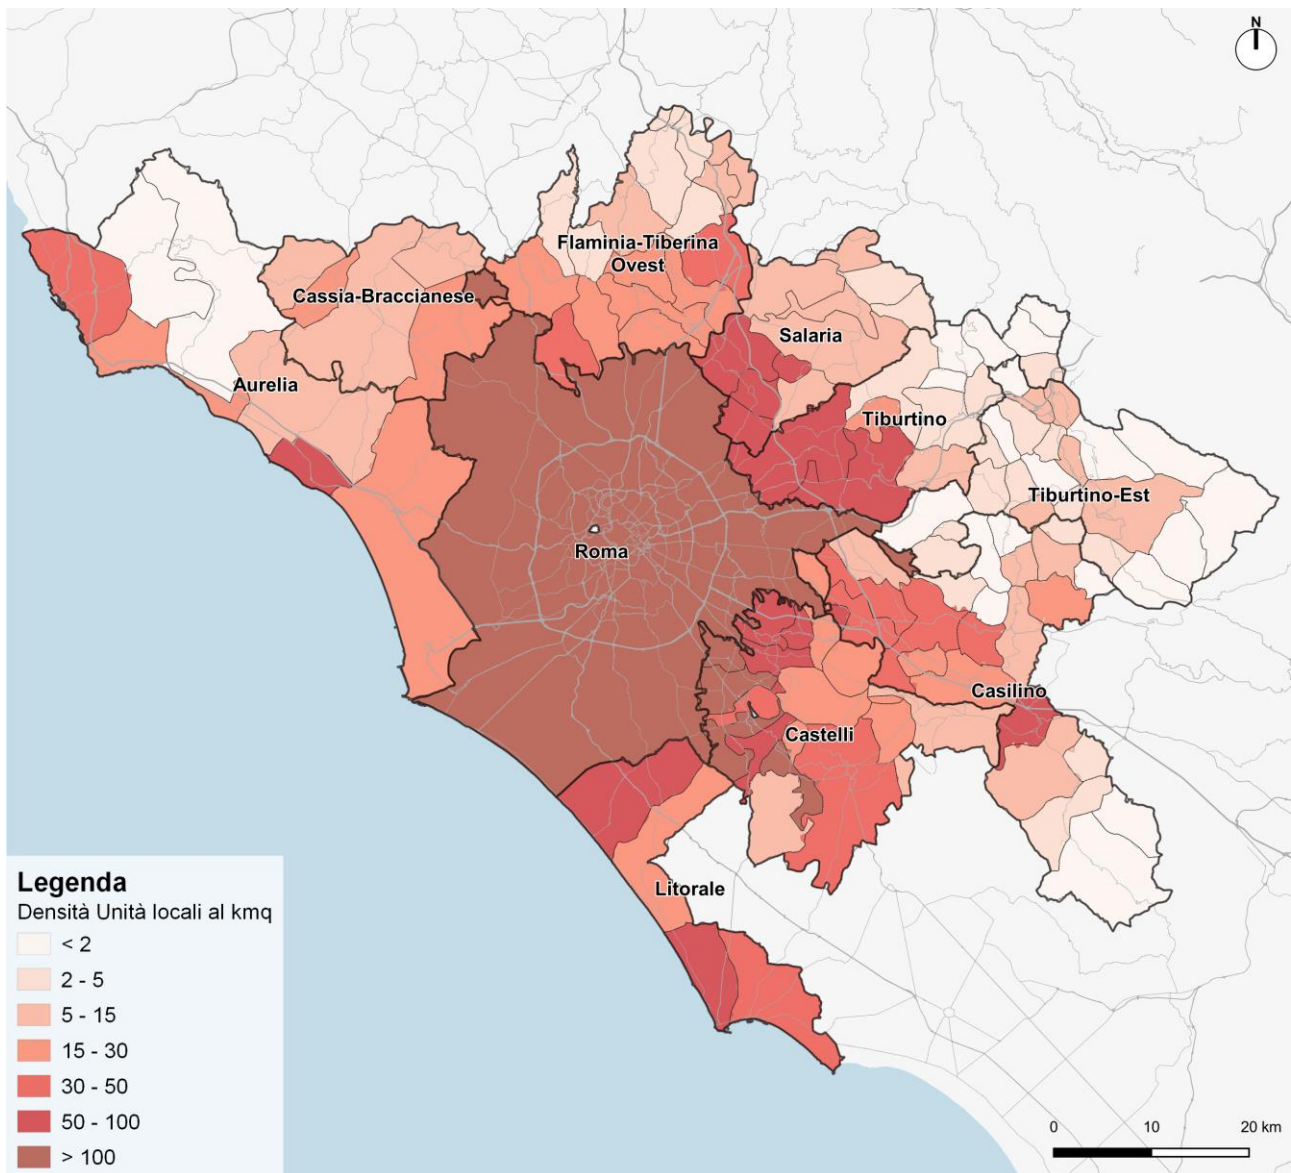 N
Flaminia-Tiberina
Ovest
Cassia-Braccianese
Salaria
Aurelia
Tiburtino
Tiburtino-Est
Roma
Casilino
Castelli
Litorale
Legenda
Densità Unità locali al kmq
< 2
2 - 5
5 - 15
15 - 30
30 - 50
50 - 100
> 100
0 10 20 km